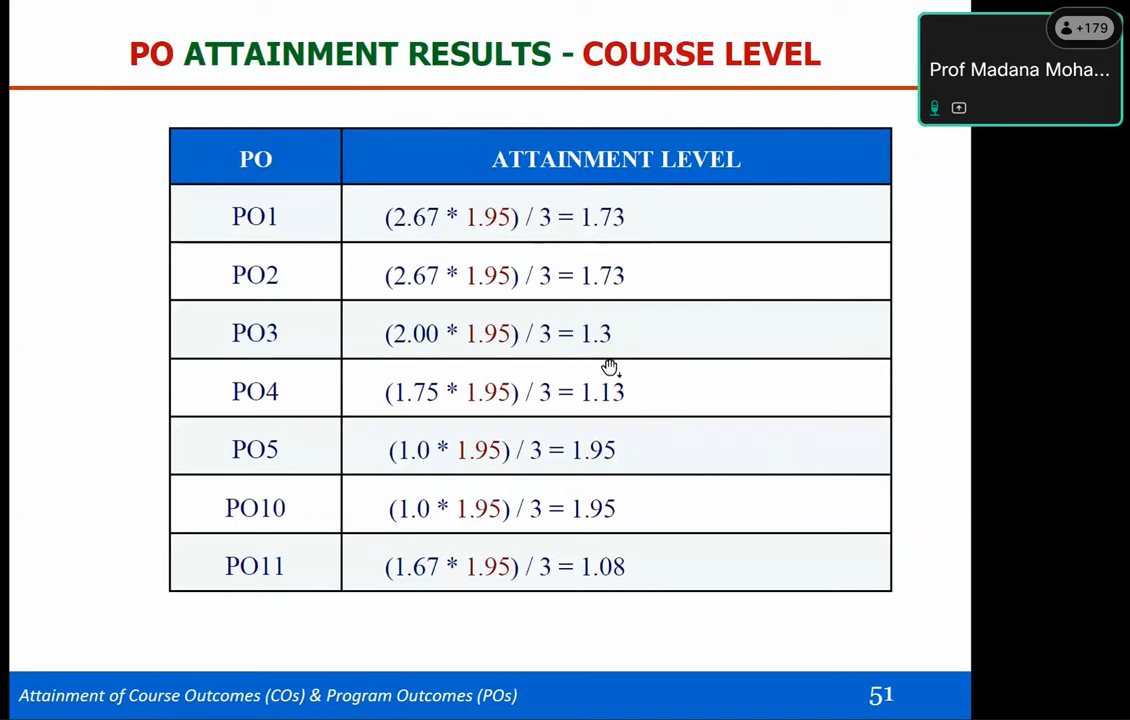 PO ATTAINMENT RESULTS - COURSE LEVEL
+179
Prof Madana Moha...
PO ATTAINMENT LEVEL
PO1 (2.67 * 1.95) / 3 = 1.73
PO2 (2.67 * 1.95) / 3 = 1.73
PO3 (2.00 * 1.95) / 3 = 1.3
PO4 (1.75 * 1.95) / 3 = 1.13
PO5 (1.0 * 1.95) / 3 = 1.95
PO10 (1.0 * 1.95) / 3 = 1.95
PO11 (1.67 * 1.95) / 3 = 1.08
Attainment of Course Outcomes (COs) & Program Outcomes (POs) 51